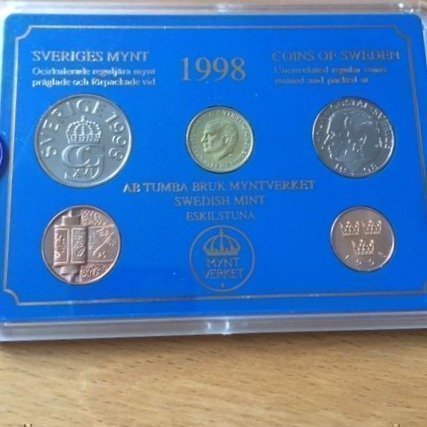 SVERIGES MYNT
Ocirkulerade reguljära mynt
präglade och förpackade vid
1998
COINS OF SWEDEN
Uncirculated regular coins
minted and packed at
SVERIGE 1998
AB TUMBA BRUK MYNTVERKET
SWEDISH MINT
ESKILSTUNA
MYNT
VERKET